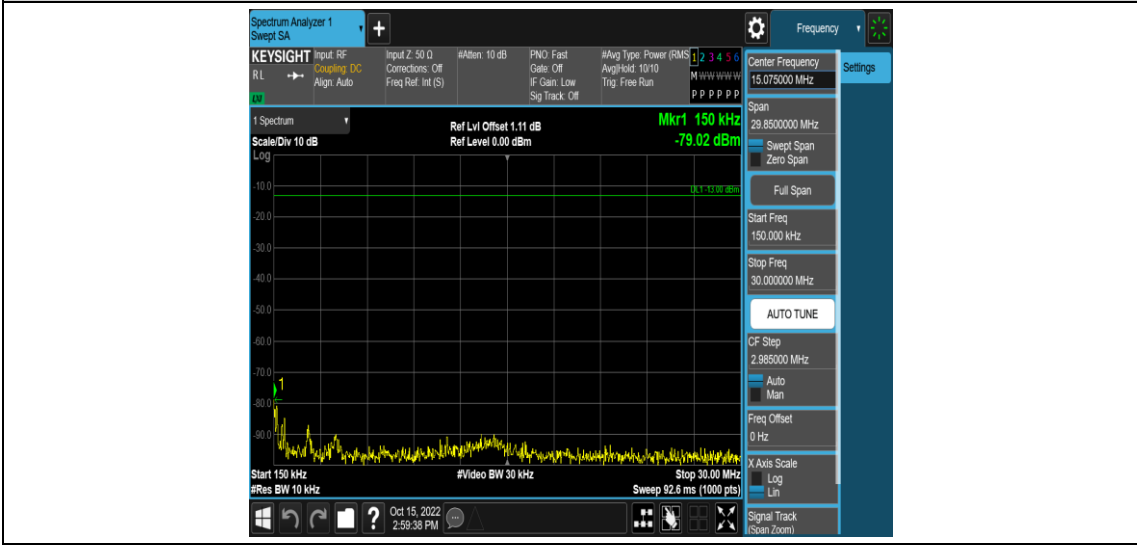 Spectrum Analyzer 1
Swept SA
+
Frequency
KEYSIGHT
RL
LXI
Input: RF
Coupling: DC
Align: Auto
Input Z: 50 Ω
Corrections: Off
Freq Ref: Int (S)
#Atten: 10 dB
PNO: Fast
Gate: Off
IF Gain: Low
Sig Track: Off
#Avg Type: Power (RMS
Avg|Hold: 10/10
Trig: Free Run
1 2 3 4 5 6
M W W W W W
P P P P P P
1 Spectrum
Scale/Div 10 dB
Log
Ref Lvl Offset 1.11 dB
Ref Level 0.00 dBm
Mkr1 150 kHz
-79.02 dBm
DL1 -13.00 dBm
-10.0
-20.0
-30.0
-40.0
-50.0
-60.0
-70.0
-80.0
-90.0
1
Start 150 kHz
#Res BW 10 kHz
#Video BW 30 kHz
Stop 30.00 MHz
Sweep 92.6 ms (1000 pts)
?
Oct 15, 2022
2:59:38 PM
Center Frequency
15.075000 MHz
Settings
Span
29.8500000 MHz
Swept Span
Zero Span
Full Span
Start Freq
150.000 kHz
Stop Freq
30.000000 MHz
AUTO TUNE
CF Step
2.985000 MHz
Auto
Man
Freq Offset
0 Hz
X Axis Scale
Log
Lin
Signal Track
(Span Zoom)